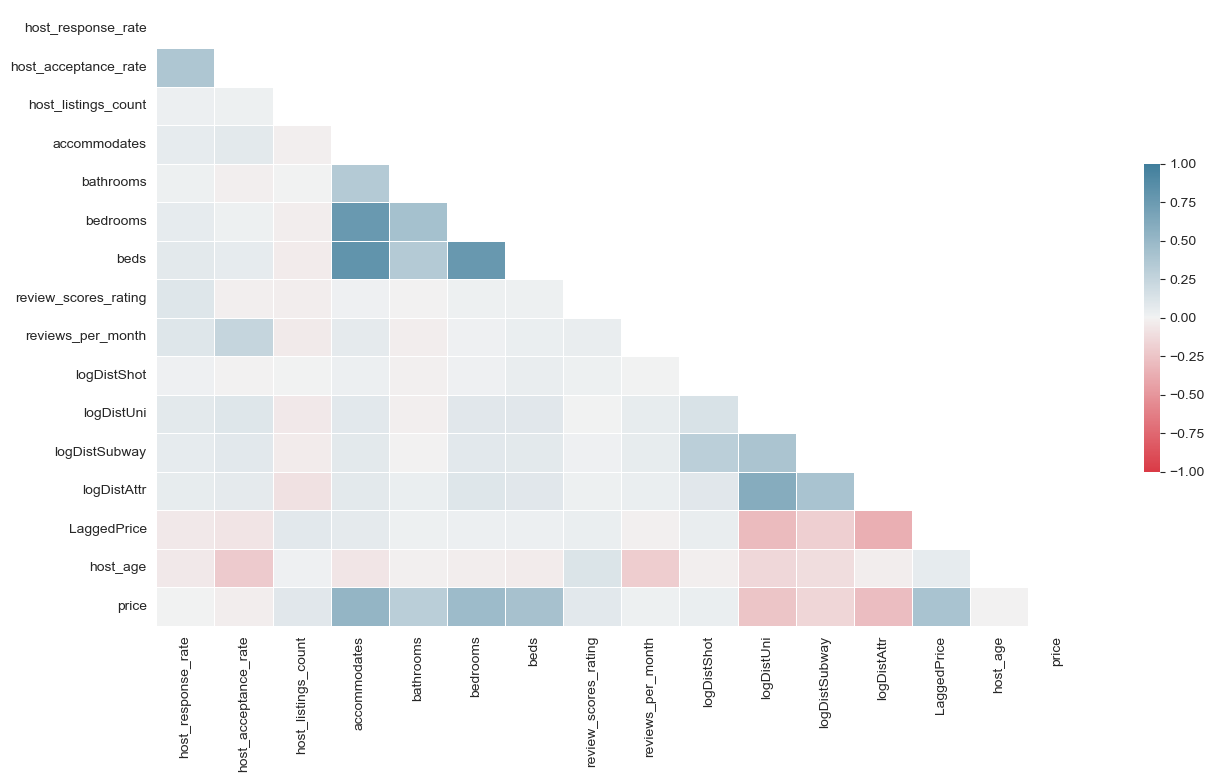 host_response_rate
host_acceptance_rate
host_listings_count
accommodates
bathrooms
bedrooms
beds
review_scores_rating
reviews_per_month
logDistShot
logDistUni
logDistSubway
logDistAttr
LaggedPrice
host_age
price
host_response_rate
host_acceptance_rate
host_listings_count
accommodates
bathrooms
bedrooms
beds
review_scores_rating
reviews_per_month
logDistShot
logDistUni
logDistSubway
logDistAttr
LaggedPrice
host_age
price
1.00
0.75
0.50
0.25
0.00
−0.25
−0.50
−0.75
−1.00